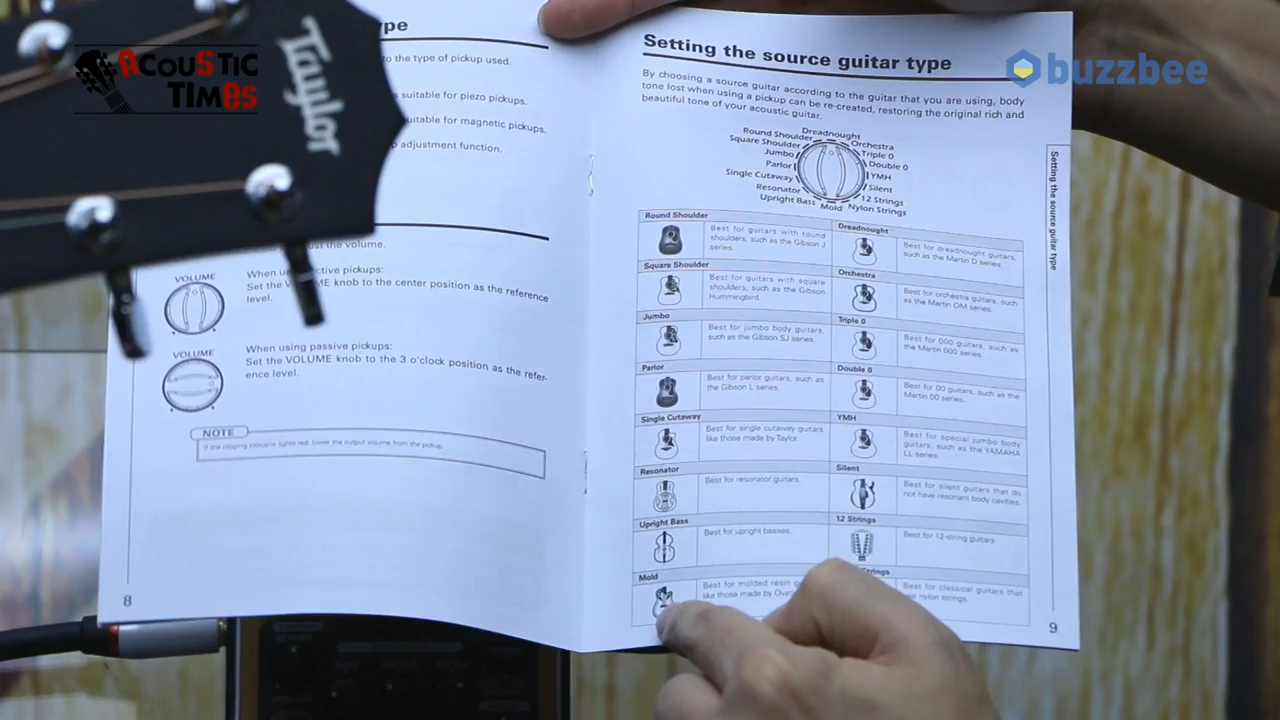 AcouStic
Times
Taylor
buzzbee
ype
to the type of pickup used.
suitable for piezo pickups.
uitable for magnetic pickups.
adjustment function.
ust the volume.
VOLUME
When u ctive pickups:
Set the V ME knob to the center position as the reference
level.
VOLUME
When using passive pickups:
Set the VOLUME knob to the 3 o'clock position as the refer-
ence level.
NOTE
If the clipping indicator lights red, lower the output volume from the pickup.
8
Setting the source guitar type
By choosing a source guitar according to the guitar that you are using, body
tone lost when using a pickup can be re-created, restoring the original rich and
beautiful tone of your acoustic guitar.
Dreadnought
Round Shoulder
Orchestra
Square Shoulder
Triple 0
Jumbo
Double 0
Parlor
YMH
Single Cutaway
Silent
Resonator
12 Strings
Upright Bass
Mold
Nylon Strings
Setting the source guitar type
Round Shoulder
Best for guitars with round
shoulders, such as the Gibson J
series.
Dreadnought
Best for dreadnought guitars,
such as the Martin D series.
Square Shoulder
Best for guitars with square
shoulders, such as the Gibson
Hummingbird.
Orchestra
Best for orchestra guitars, such
as the Martin OM series.
Jumbo
Best for jumbo body guitars,
such as the Gibson SJ series.
Triple 0
Best for 000 guitars, such as
the Martin 000 series.
Parlor
Best for parlor guitars, such as
the Gibson L series.
Double 0
Best for 00 guitars, such as the
Martin 00 series.
Single Cutaway
Best for single cutaway guitars
like those made by Taylor.
YMH
Best for special jumbo body
guitars, such as the YAMAHA
LL series.
Resonator
Best for resonator guitars.
Silent
Best for silent guitars that do
not have resonant body cavities.
Upright Bass
Best for upright basses.
12 Strings
Best for 12-string guitars.
Mold
Best for molded resin
like those made by
Strings
Best for classical guitars that
nylon strings.
9